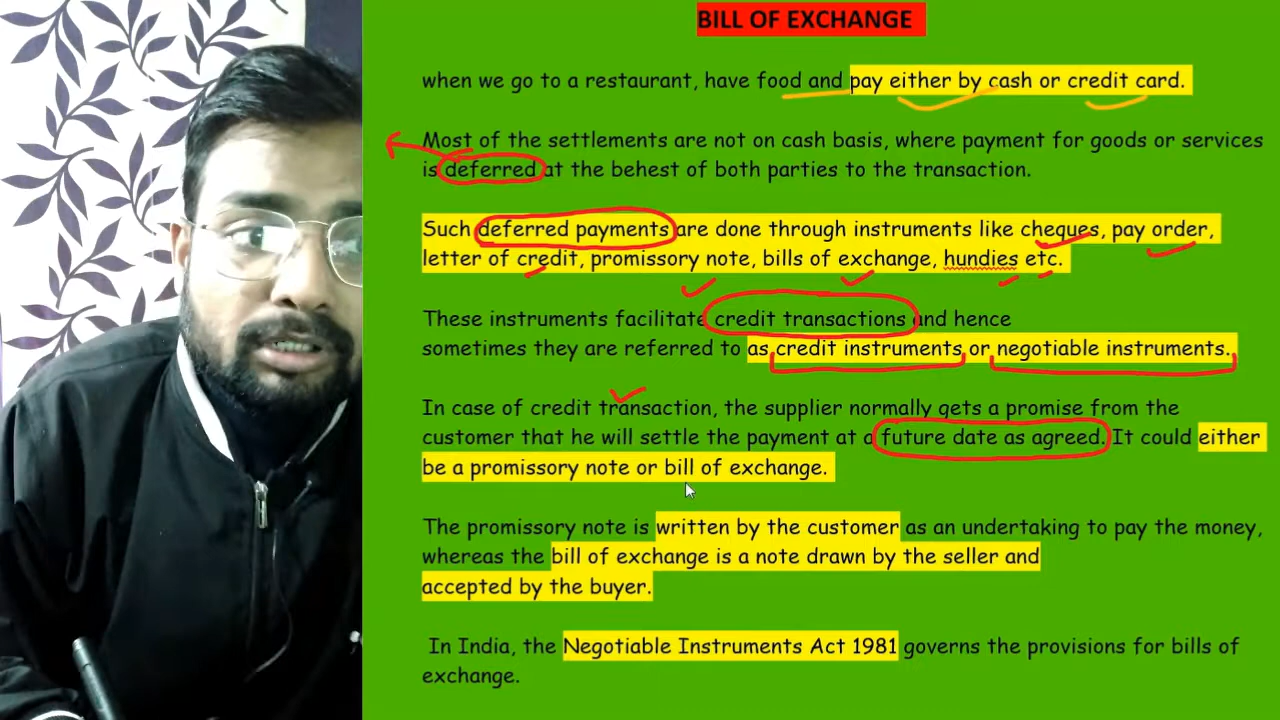 BILL OF EXCHANGE
when we go to a restaurant, have food and pay either by cash or credit card.
Most of the settlements are not on cash basis, where payment for goods or services
is deferred at the behest of both parties to the transaction.
Such deferred payments are done through instruments like cheques, pay order,
letter of credit, promissory note, bills of exchange, hundies etc.
These instruments facilitate credit transactions and hence
sometimes they are referred to as credit instruments or negotiable instruments.
In case of credit transaction, the supplier normally gets a promise from the
customer that he will settle the payment at a future date as agreed. It could either
be a promissory note or bill of exchange.
The promissory note is written by the customer as an undertaking to pay the money,
whereas the bill of exchange is a note drawn by the seller and
accepted by the buyer.
In India, the Negotiable Instruments Act 1981 governs the provisions for bills of
exchange.